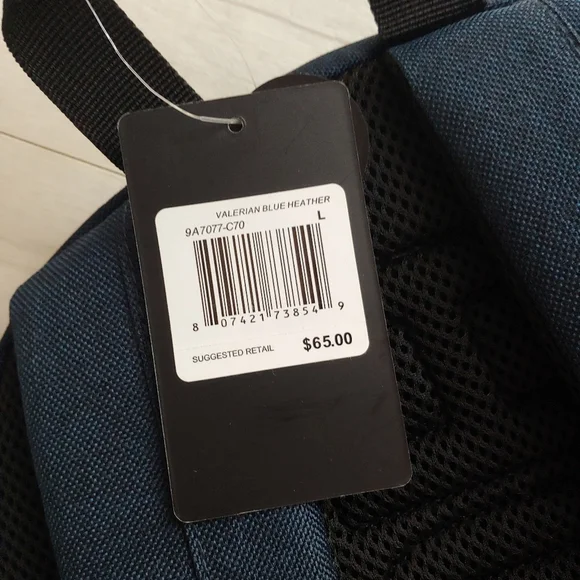 VALERIAN BLUE HEATHER
9A7077-C70 L
8 07421 73854 9
SUGGESTED RETAIL $65.00